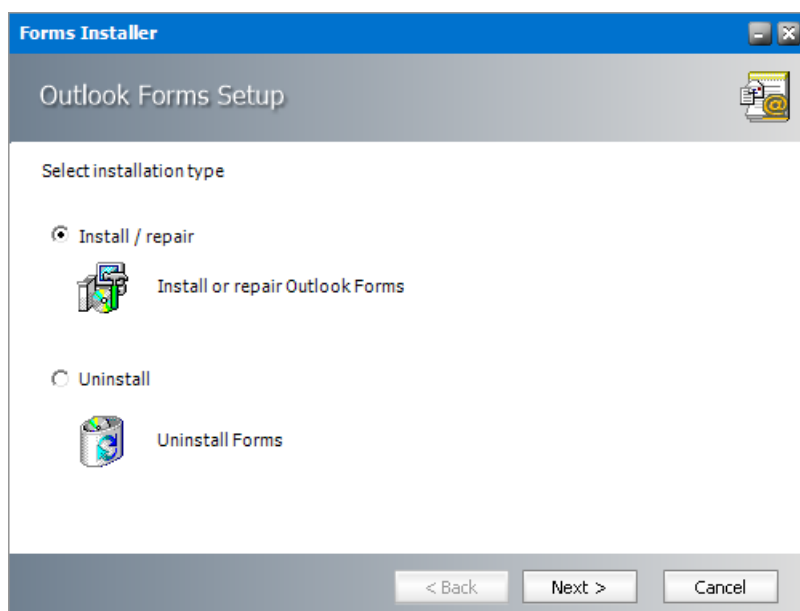 Forms Installer
Outlook Forms Setup
Select installation type
Install / repair
Install or repair Outlook Forms
Uninstall
Uninstall Forms
< Back Next > Cancel